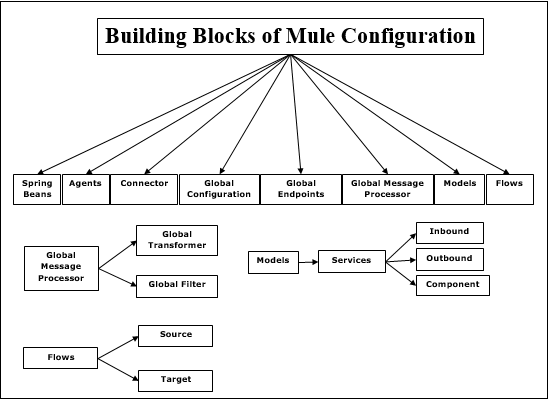 Building Blocks of Mule Configuration
Spring
Beans
Agents
Connector
Global
Configuration
Global
Endpoints
Global Message
Processor
Models
Flows
Global
Message
Processor
Global
Transformer
Global Filter
Models
Services
Inbound
Outbound
Component
Flows
Source
Target